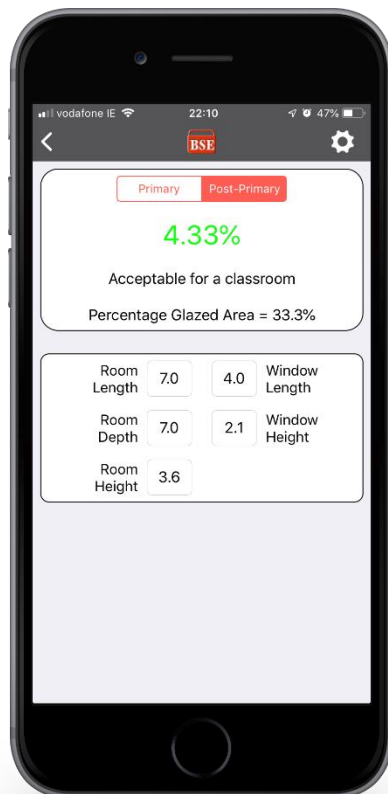 vodafone IE 22:10 47%
BSE
Primary Post-Primary
4.33%
Acceptable for a classroom
Percentage Glazed Area = 33.3%
Room Length 7.0 4.0 Window Length
Room Depth 7.0 2.1 Window Height
Room Height 3.6